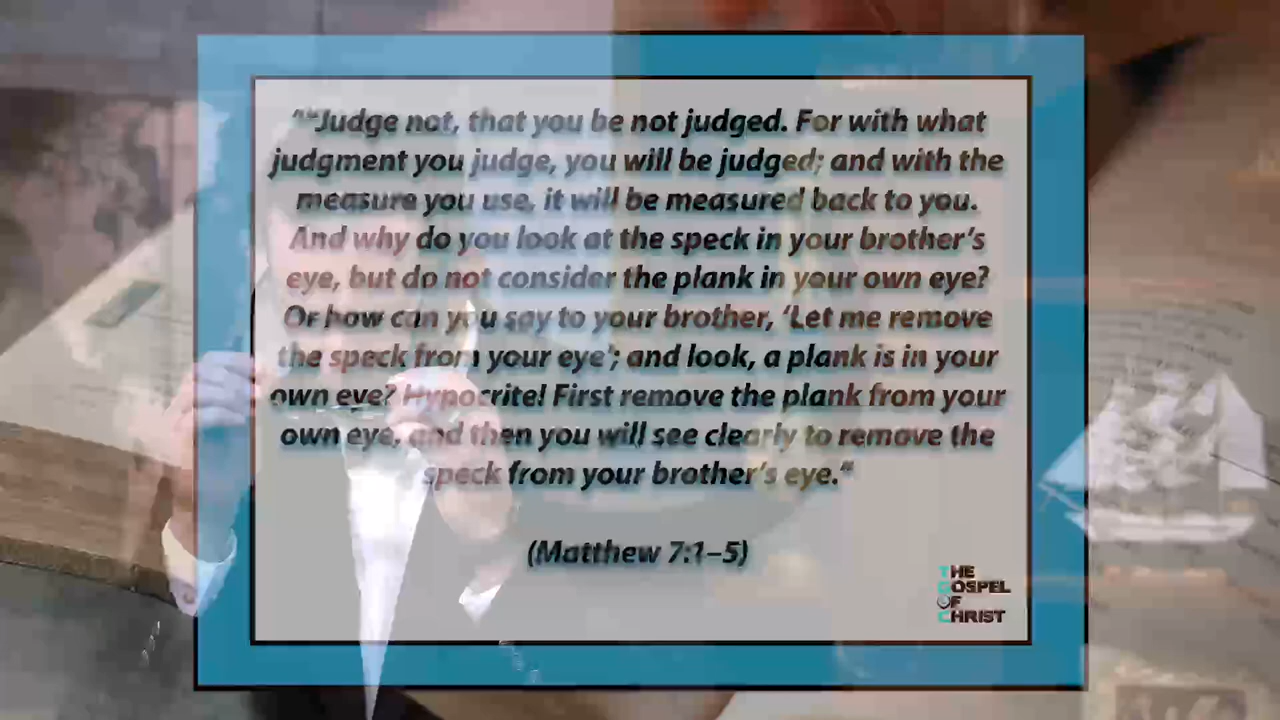 "“Judge not, that you be not judged. For with what
judgment you judge, you will be judged; and with the
measure you use, it will be measured back to you.
And why do you look at the speck in your brother’s
eye, but do not consider the plank in your own eye?
Or how can you say to your brother, ‘Let me remove
the speck from your eye’; and look, a plank is in your
own eye? Hypocrite! First remove the plank from your
own eye, and then you will see clearly to remove the
speck from your brother’s eye."
(Matthew 7:1–5)
THE
GOSPEL
OF
CHRIST